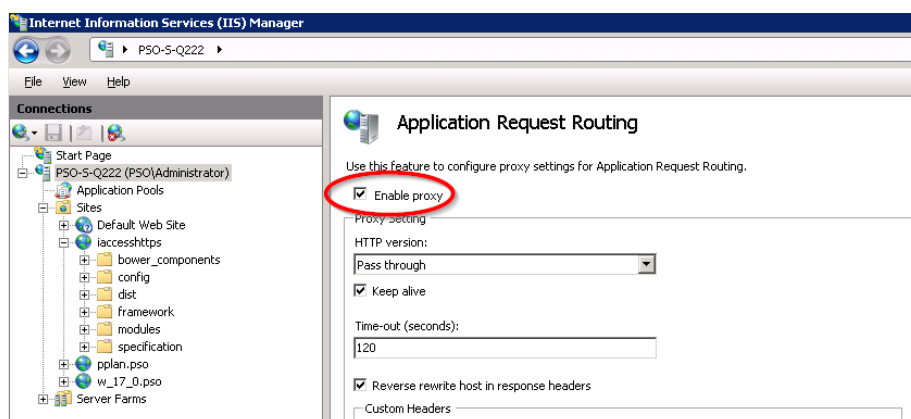 Internet Information Services (IIS) Manager
PSO-S-Q222
File View Help
Connections
Start Page
PSO-S-Q222 (PSO\Administrator)
Application Pools
Sites
Default Web Site
iaccesshttps
bower_components
config
dist
framework
modules
specification
pplan.pso
w_17_0.pso
Server Farms
Application Request Routing
Use this feature to configure proxy settings for Application Request Routing.
Enable proxy
Proxy Setting
HTTP version:
Pass through
Keep alive
Time-out (seconds):
120
Reverse rewrite host in response headers
Custom Headers